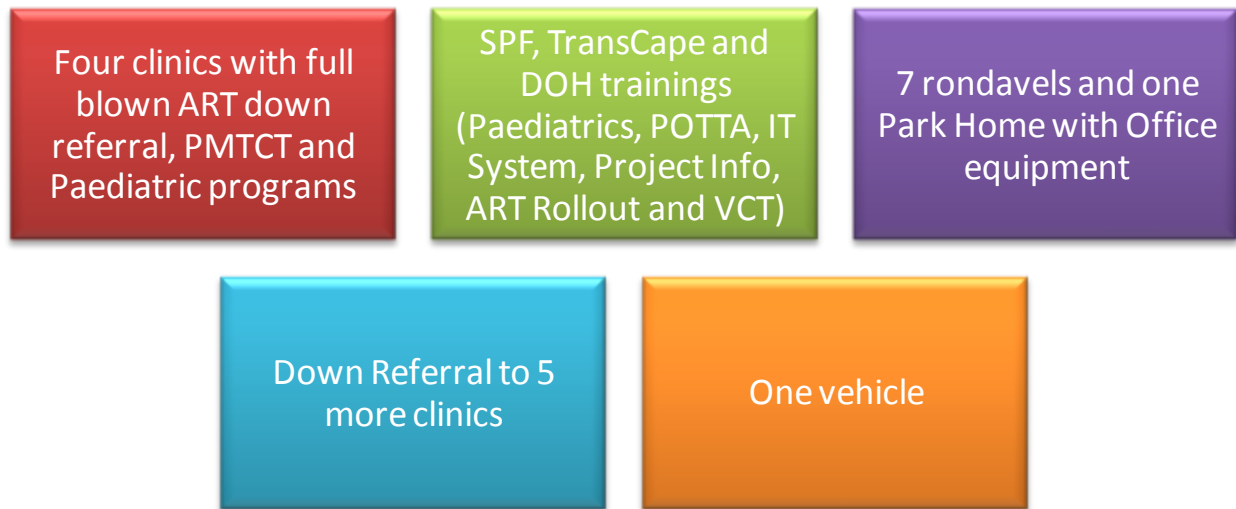 Four clinics with full
blown ART down
referral, PMTCT and
Paediatric programs
SPF, TransCape and
DOH trainings
(Paediatrics, POTTA, IT
System, Project Info,
ART Rollout and VCT)
7 rondavels and one
Park Home with Office
equipment
Down Referral to 5
more clinics
One vehicle